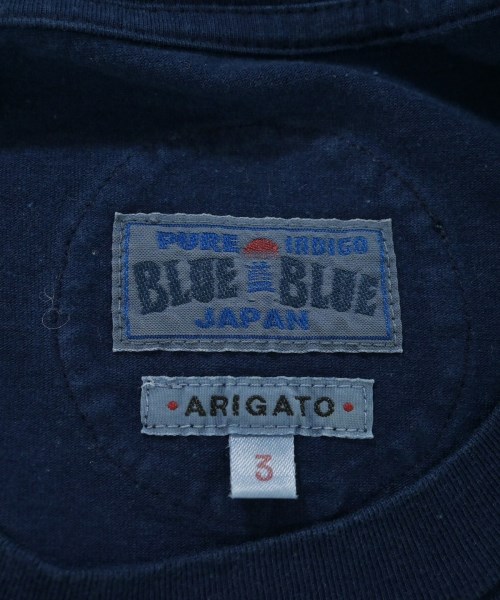 PURE INDIGO
BLUE BLUE
JAPAN
• ARIGATO •
3